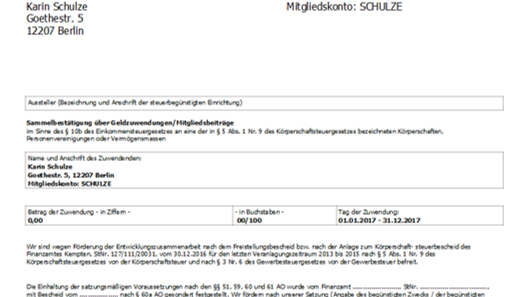 Karin Schulze
Mitgliedskonto: SCHULZE
Goethestr. 5
12207 Berlin
Aussteller (Bezeichnung und Anschrift der steuerbegünstigten Einrichtung)
Sammelbestätigung über Geldzuwendungen/Mitgliedsbeiträge
im Sinne des § 10b des Einkommensteuergesetzes an eine der in § 5 Abs. 1 Nr. 9 des Körperschaftsteuergesetzes bezeichneten Körperschaften,
Personenvereinigungen oder Vermögensmassen
Name und Anschrift des Zuwendenden:
Karin Schulze
Goethestr. 5, 12207 Berlin
Mitgliedskonto: SCHULZE
Betrag der Zuwendung - in Ziffern -
- in Buchstaben -
Tag der Zuwendung:
0,00
00/100
01.01.2017 - 31.12.2017
Wir sind wegen Förderung der Entwicklungszusammenarbeit nach dem Freistellungsbescheid bzw. nach der Anlage zum Körperschaft- steuerbescheid des
Finanzamtes Kempten, StNr. 127/111/20031, vom 30.12.2016 für den letzten Veranlagungszeitraum 2013 bis 2015 nach § 5 Abs. 1 Nr. 9 des
Körperschaftsteuergesetzes von der Körperschaftsteuer und nach § 3 Nr. 6 des Gewerbesteuergesetzes von der Gewerbesteuer befreit.
Die Einhaltung der satzungsmäßigen Voraussetzungen nach den §§ 51, 59, 60 und 61 AO wurde vom Finanzamt ...................., StNr. ....................,
mit Bescheid vom .................... nach § 60a AO gesondert festgestellt. Wir fördern nach unserer Satzung (Angabe des begünstigten Zwecks / der begünstigten